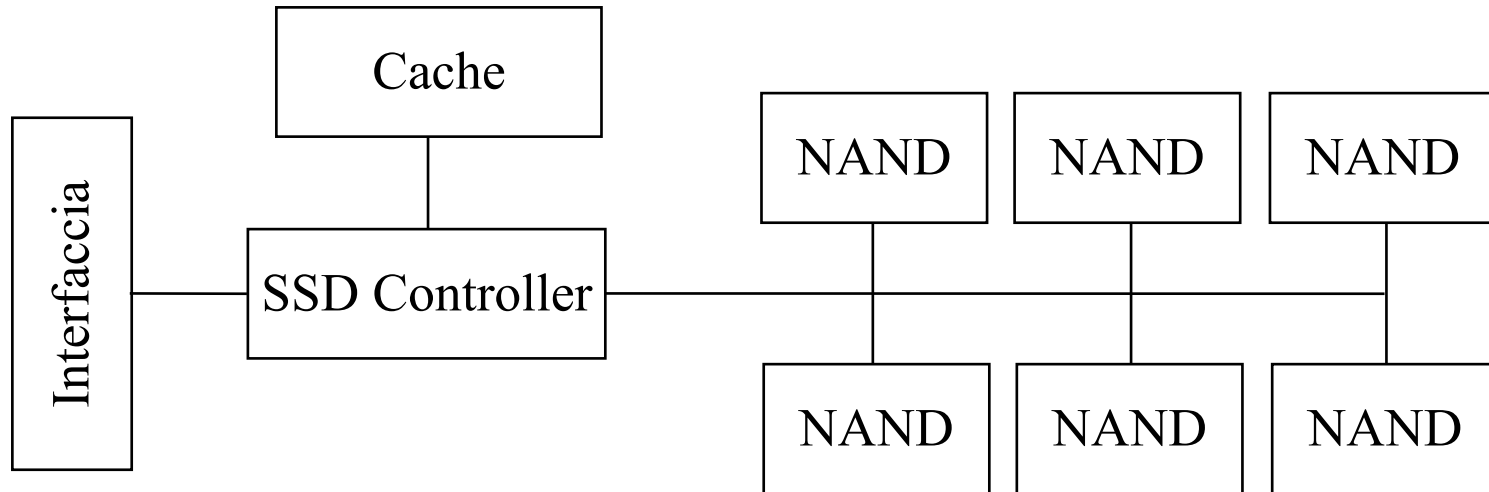 Cache
Interfaccia
SSD Controller
NAND
NAND
NAND
NAND
NAND
NAND